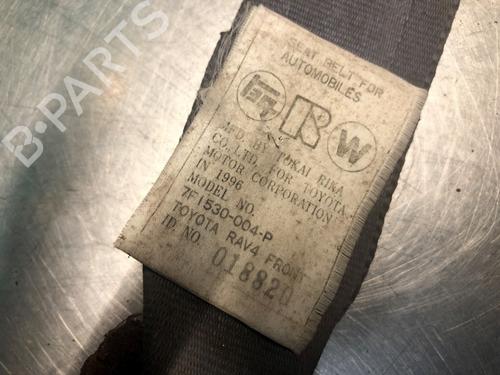 SEAT BELT FOR
AUTOMOBILES
R W
MFD. BY TOKAI RIKA
CO., LTD. FOR TOYOTA
MOTOR CORPORATION
IN 1996
MODEL NO.
7F1530-004-P
TOYOTA RAV4 FRONT
ID NO. 018820
B-PARTS